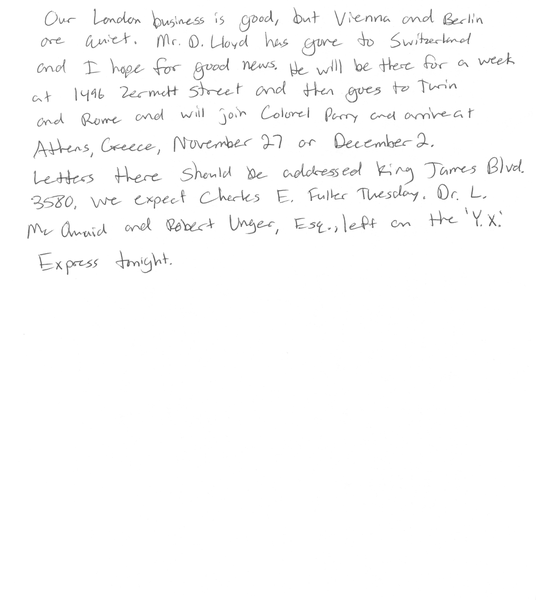 Our London business is good, but Vienna and Berlin
are quiet. Mr. D. Lloyd has gone to Switzerland
and I hope for good news. He will be there for a week
at 1496 Zermott Street and then goes to Turin
and Rome and will join Colonel Parry and arrive at
Athens, Greece, November 27 or December 2.
Letters there should be addressed King James Blvd.
3580, we expect Charles E. Fuller Tuesday. Dr. L.
Mc Quaid and Robert Unger, Esq., left on the 'Y.X.'
Express tonight.